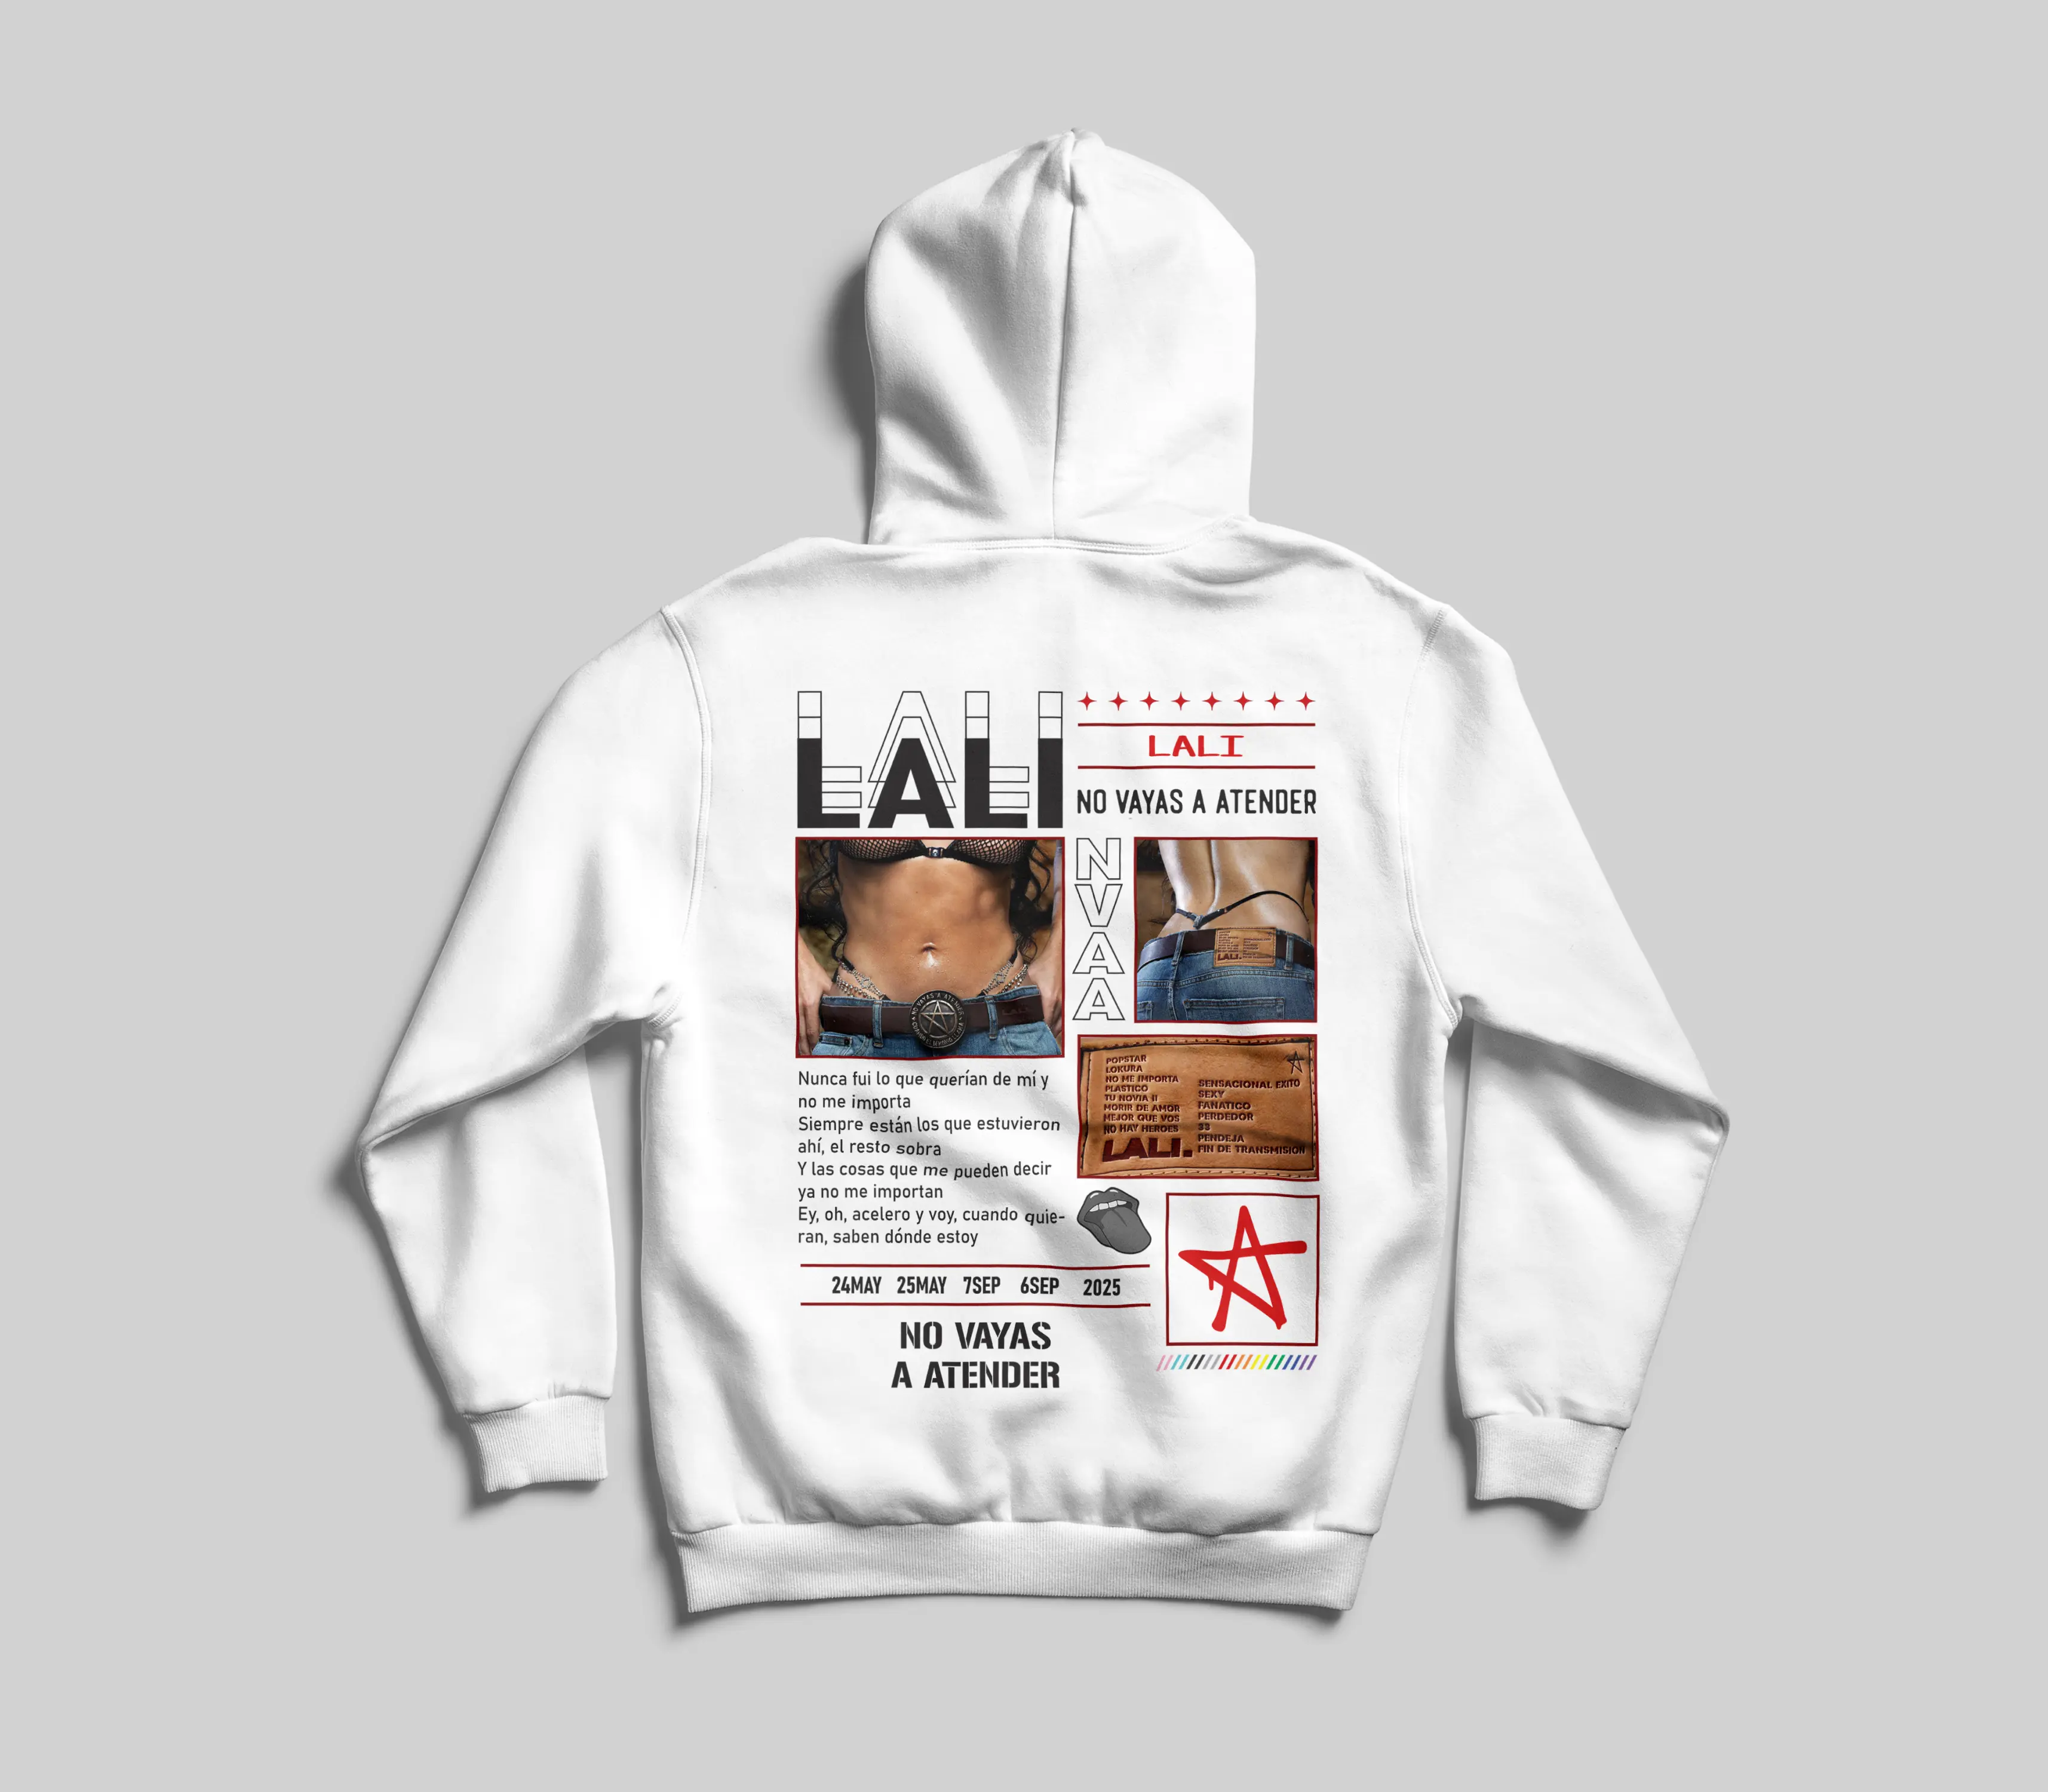 LALI
LALI
NO VAYAS A ATENDER
NVAA
NO VAYAS A ATENDER
LALI.
POPSTAR
LOKURA
NO ME IMPORTA
PLASTICO
TU NOVIA II
MORIR DE AMOR
MEJOR QUE VOS
NO HAY HEROES
LALI.
SENSACIONAL EXITO
SEXY
FANATICO
PERDEDOR
33
PENDEJA
FIN DE TRANSMISION
Nunca fui lo que querían de mí y
no me importa
Siempre están los que estuvieron
ahí, el resto sobra
Y las cosas que me pueden decir
ya no me importan
Ey, oh, acelero y voy, cuando quie-
ran, saben dónde estoy
24MAY 25MAY 7SEP 6SEP 2025
NO VAYAS
A ATENDER